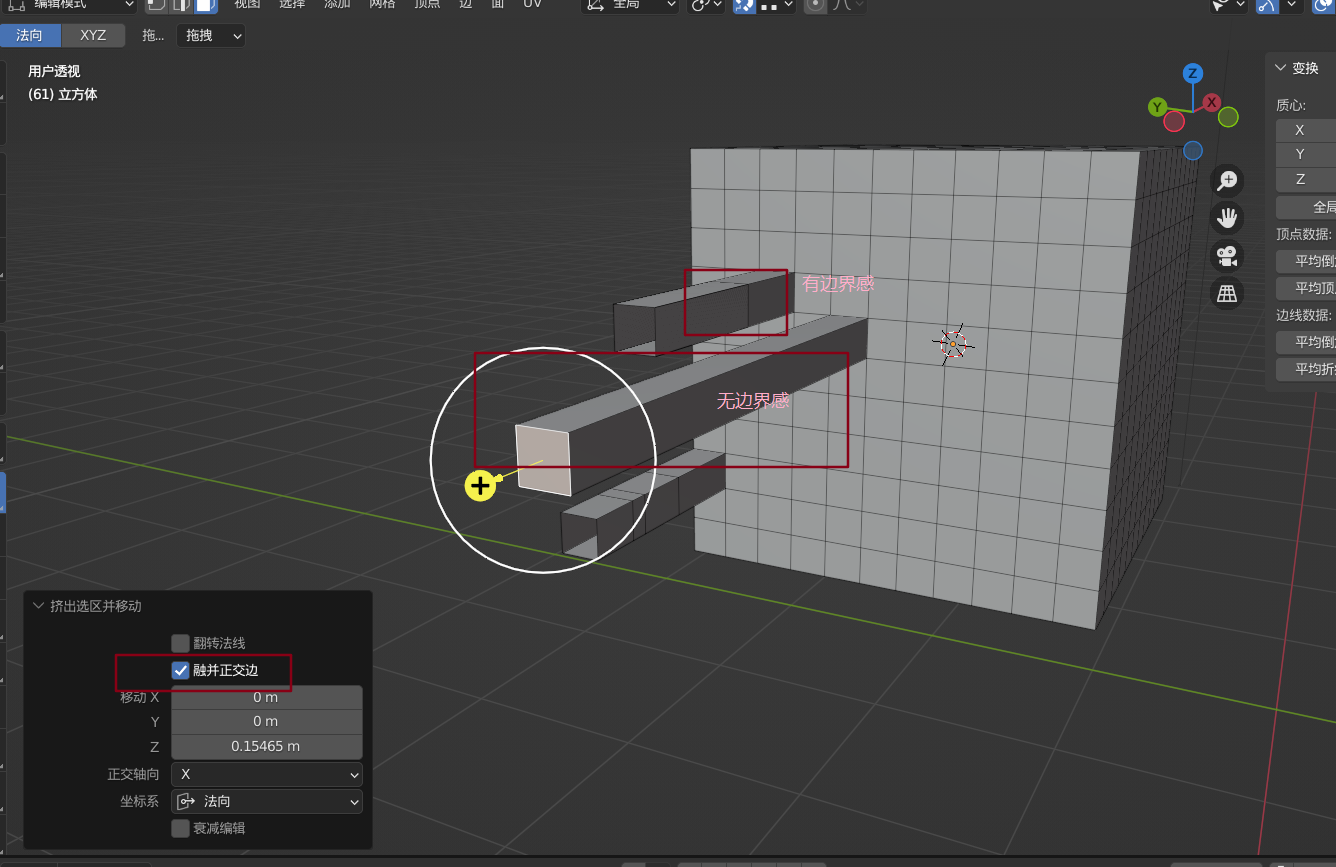 编辑模式 视图 选择 添加 网格 顶点 边 面 UV 全局
法向 XYZ 拖... 拖拽
用户透视
(61) 立方体
Z
X
Y
变换
质心:
X
Y
Z
全局
顶点数据:
平均倒
平均顶
边线数据:
平均倒
平均折
有边界感
无边界感
挤出选区并移动
翻转法线
融并正交边
移动 X 0 m
Y 0 m
Z 0.15465 m
正交轴向 X
坐标系 法向
衰减编辑